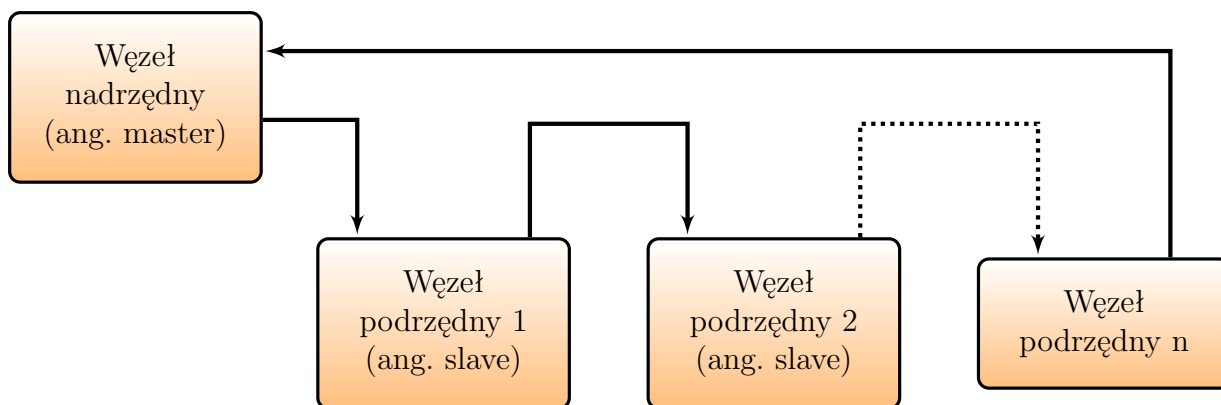 Węzeł
nadrzędny
(ang. master)
Węzeł
podrzędny 1
(ang. slave)
Węzeł
podrzędny 2
(ang. slave)
Węzeł
podrzędny n